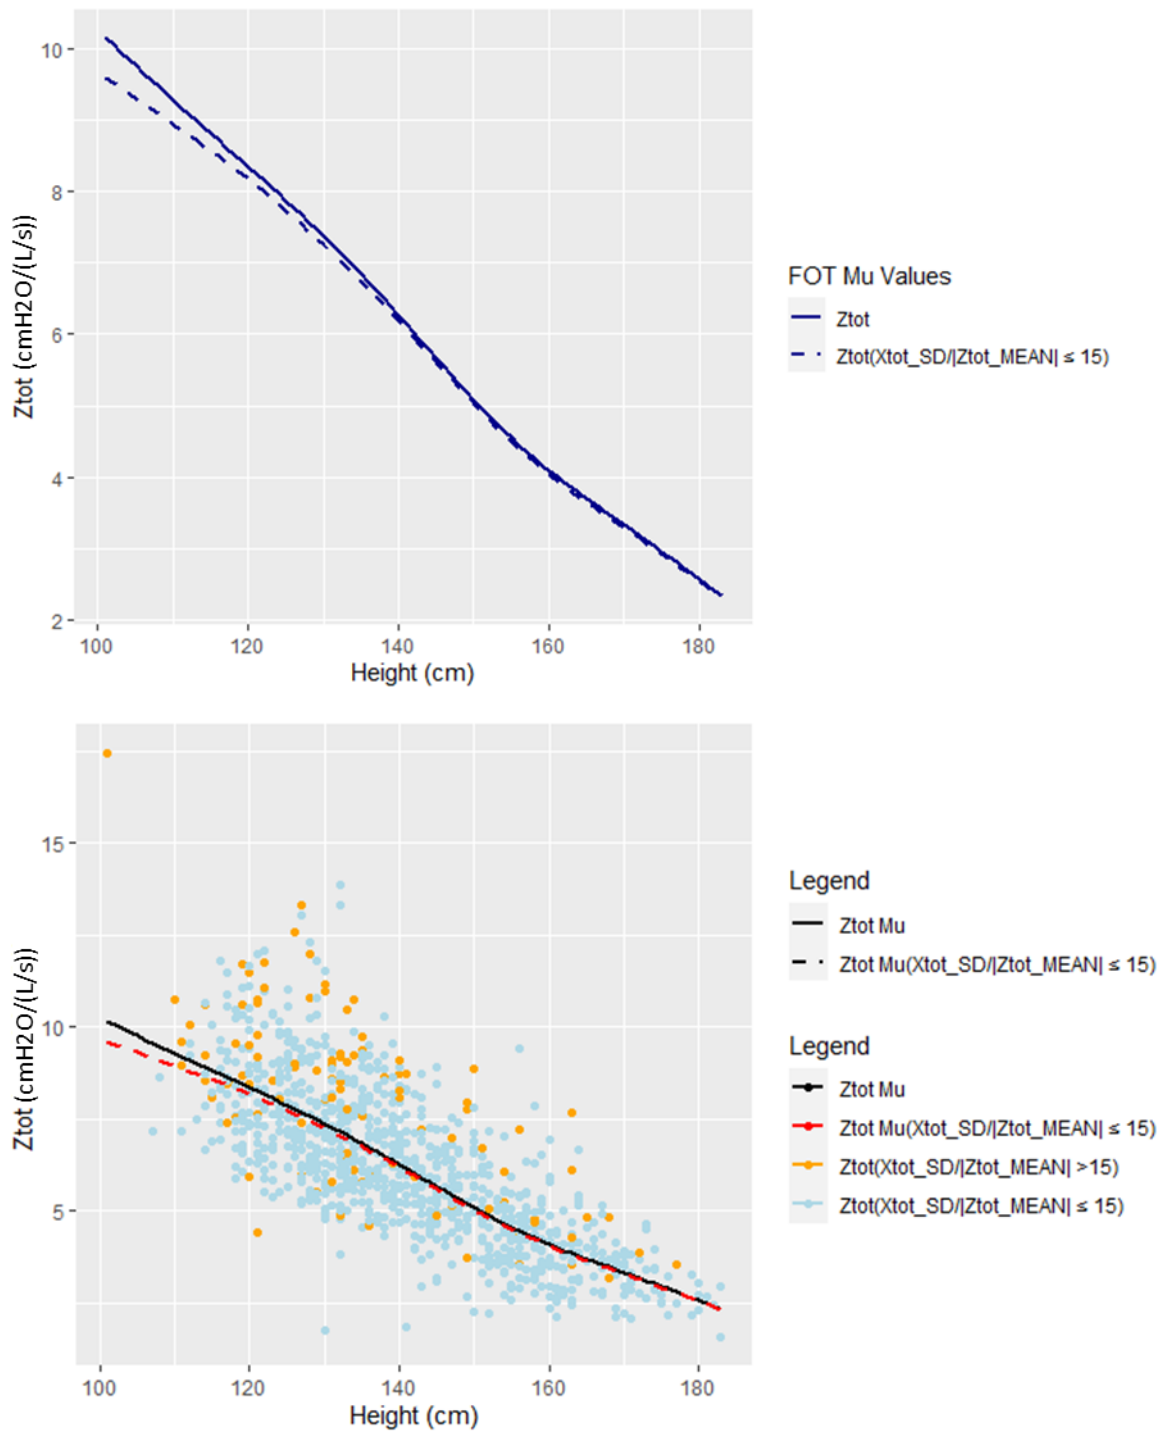 10
8
6
4
2
Ztot (cmH2O/(L/s))
100 120 140 160 180
Height (cm)
FOT Mu Values
Ztot
Ztot(Xtot_SD/|Ztot_MEAN| ≤ 15)
15
10
5
Ztot (cmH2O/(L/s))
100 120 140 160 180
Height (cm)
Legend
Ztot Mu
Ztot Mu(Xtot_SD/|Ztot_MEAN| ≤ 15)
Legend
Ztot Mu
Ztot Mu(Xtot_SD/|Ztot_MEAN| ≤ 15)
Ztot(Xtot_SD/|Ztot_MEAN| >15)
Ztot(Xtot_SD/|Ztot_MEAN| ≤ 15)